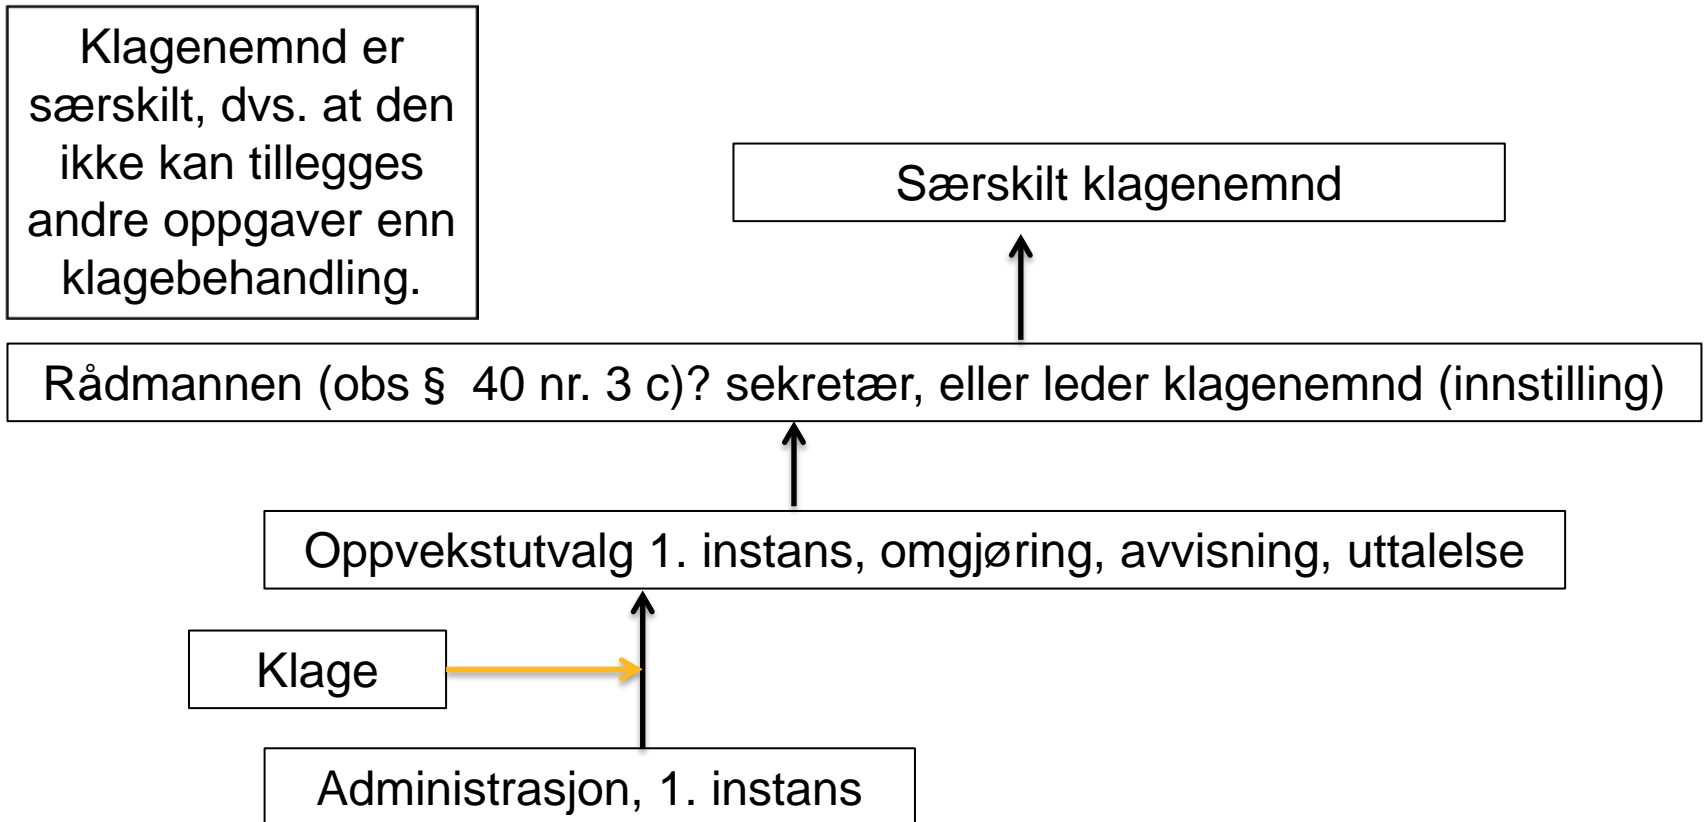 Klagenemnd er
særskilt, dvs. at den
ikke kan tillegges
andre oppgaver enn
klagebehandling.
Særskilt klagenemnd
Rådmannen (obs §  40 nr. 3 c)? sekretær, eller leder klagenemnd (innstilling)
Oppvekstutvalg 1. instans, omgjøring, avvisning, uttalelse
Klage
Administrasjon, 1. instans